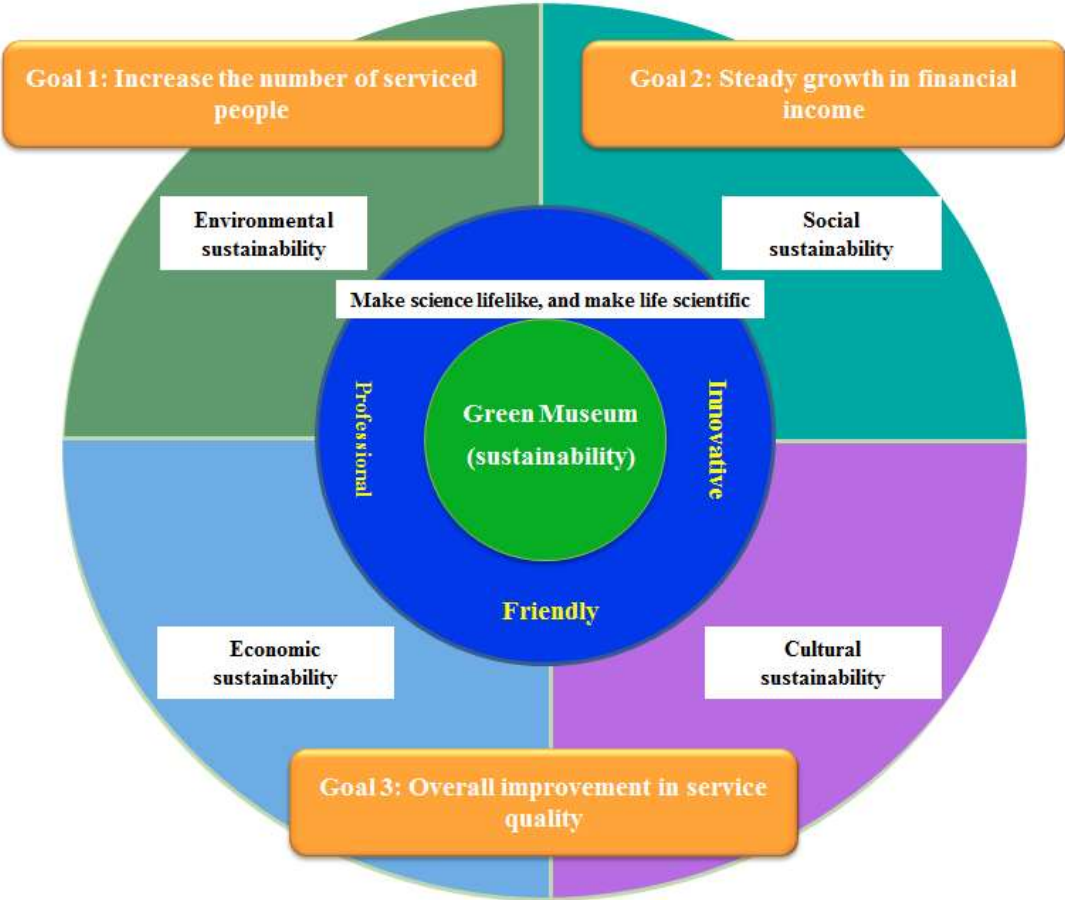 Goal 1: Increase the number of serviced
people
Goal 2: Steady growth in financial
income
Environmental
sustainability
Social
sustainability
Make science lifelike, and make life scientific
Professional
Green Museum
(sustainability)
Innovative
Friendly
Economic
sustainability
Cultural
sustainability
Goal 3: Overall improvement in service
quality